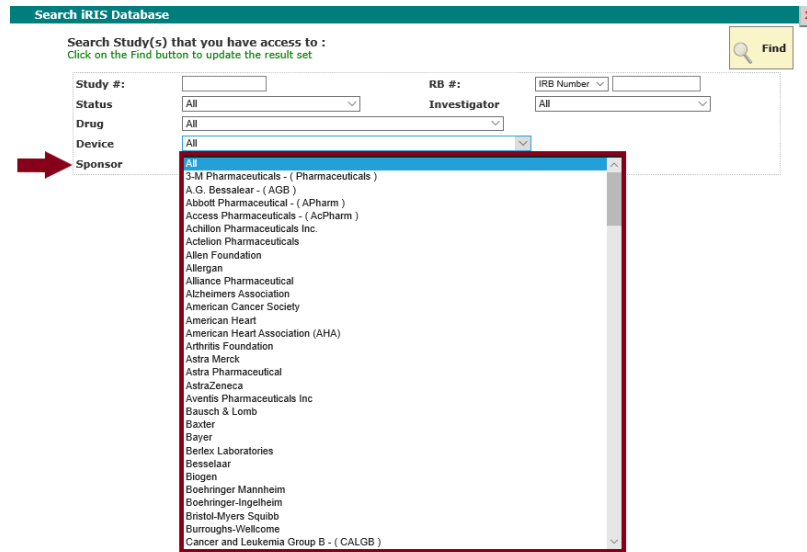 Search iRIS Database
Search Study(s) that you have access to :
Click on the Find button to update the result set
Find
Study #:
RB #: IRB Number
Status All Investigator All
Drug All
Device All
Sponsor
All
3-M Pharmaceuticals - ( Pharmaceuticals )
A.G. Bessalear - ( AGB )
Abbott Pharmaceutical - ( APharm )
Access Pharmaceuticals - ( AcPharm )
Achillon Pharmaceuticals Inc.
Actelion Pharmaceuticals
Allen Foundation
Allergan
Alliance Pharmaceutical
Alzheimers Association
American Cancer Society
American Heart
American Heart Association (AHA)
Arthritis Foundation
Astra Merck
Astra Pharmaceutical
AstraZeneca
Aventis Pharmaceuticals Inc
Bausch & Lomb
Baxter
Bayer
Berlex Laboratories
Besselaar
Biogen
Boehringer Mannheim
Boehringer-Ingelheim
Bristol-Myers Squibb
Burroughs-Wellcome
Cancer and Leukemia Group B - ( CALGB )